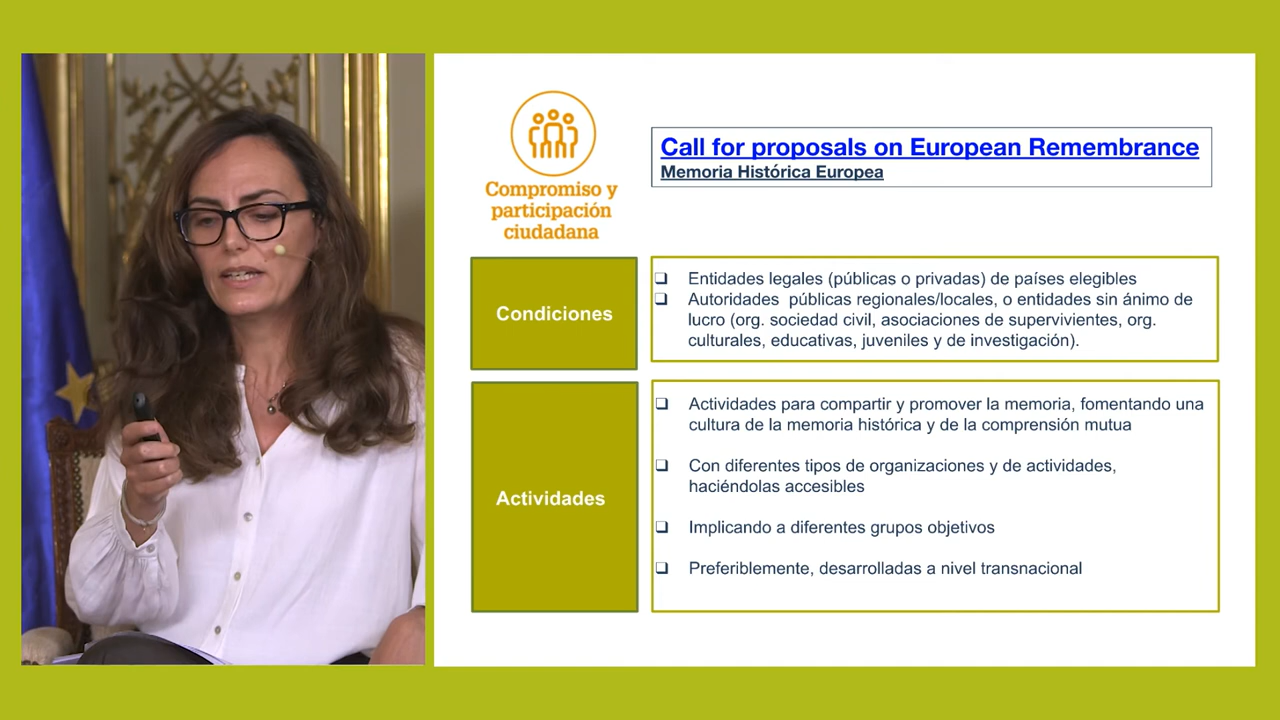 Compromiso y
participación
ciudadana
Call for proposals on European Remembrance
Memoria Histórica Europea
Condiciones
❑ Entidades legales (públicas o privadas) de países elegibles
❑ Autoridades públicas regionales/locales, o entidades sin ánimo de
lucro (org. sociedad civil, asociaciones de supervivientes, org.
culturales, educativas, juveniles y de investigación).
Actividades
❑ Actividades para compartir y promover la memoria, fomentando una
cultura de la memoria histórica y de la comprensión mutua
❑ Con diferentes tipos de organizaciones y de actividades,
haciéndolas accesibles
❑ Implicando a diferentes grupos objetivos
❑ Preferiblemente, desarrolladas a nivel transnacional